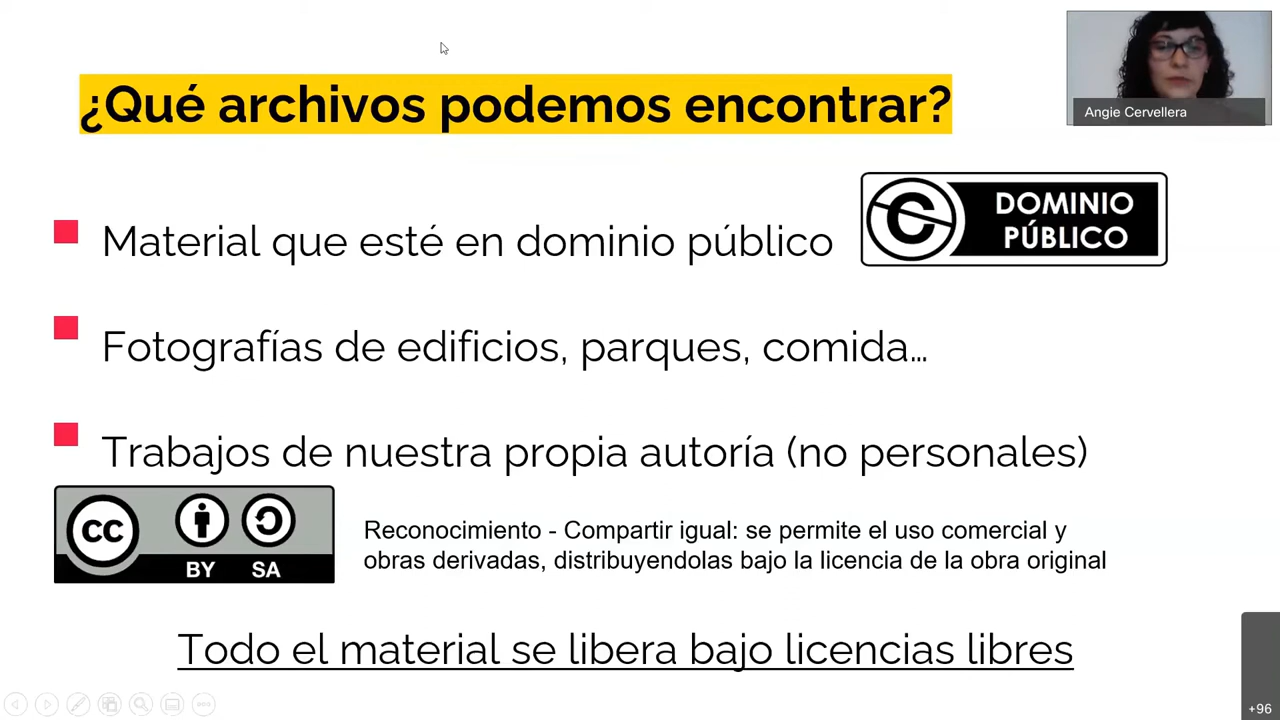 ¿Qué archivos podemos encontrar?
Angie Cervellera
Material que esté en dominio público
DOMINIO
PÚBLICO
Fotografías de edificios, parques, comida...
Trabajos de nuestra propia autoría (no personales)
cc
BY SA
Reconocimiento - Compartir igual: se permite el uso comercial y
obras derivadas, distribuyendolas bajo la licencia de la obra original
Todo el material se libera bajo licencias libres
+96